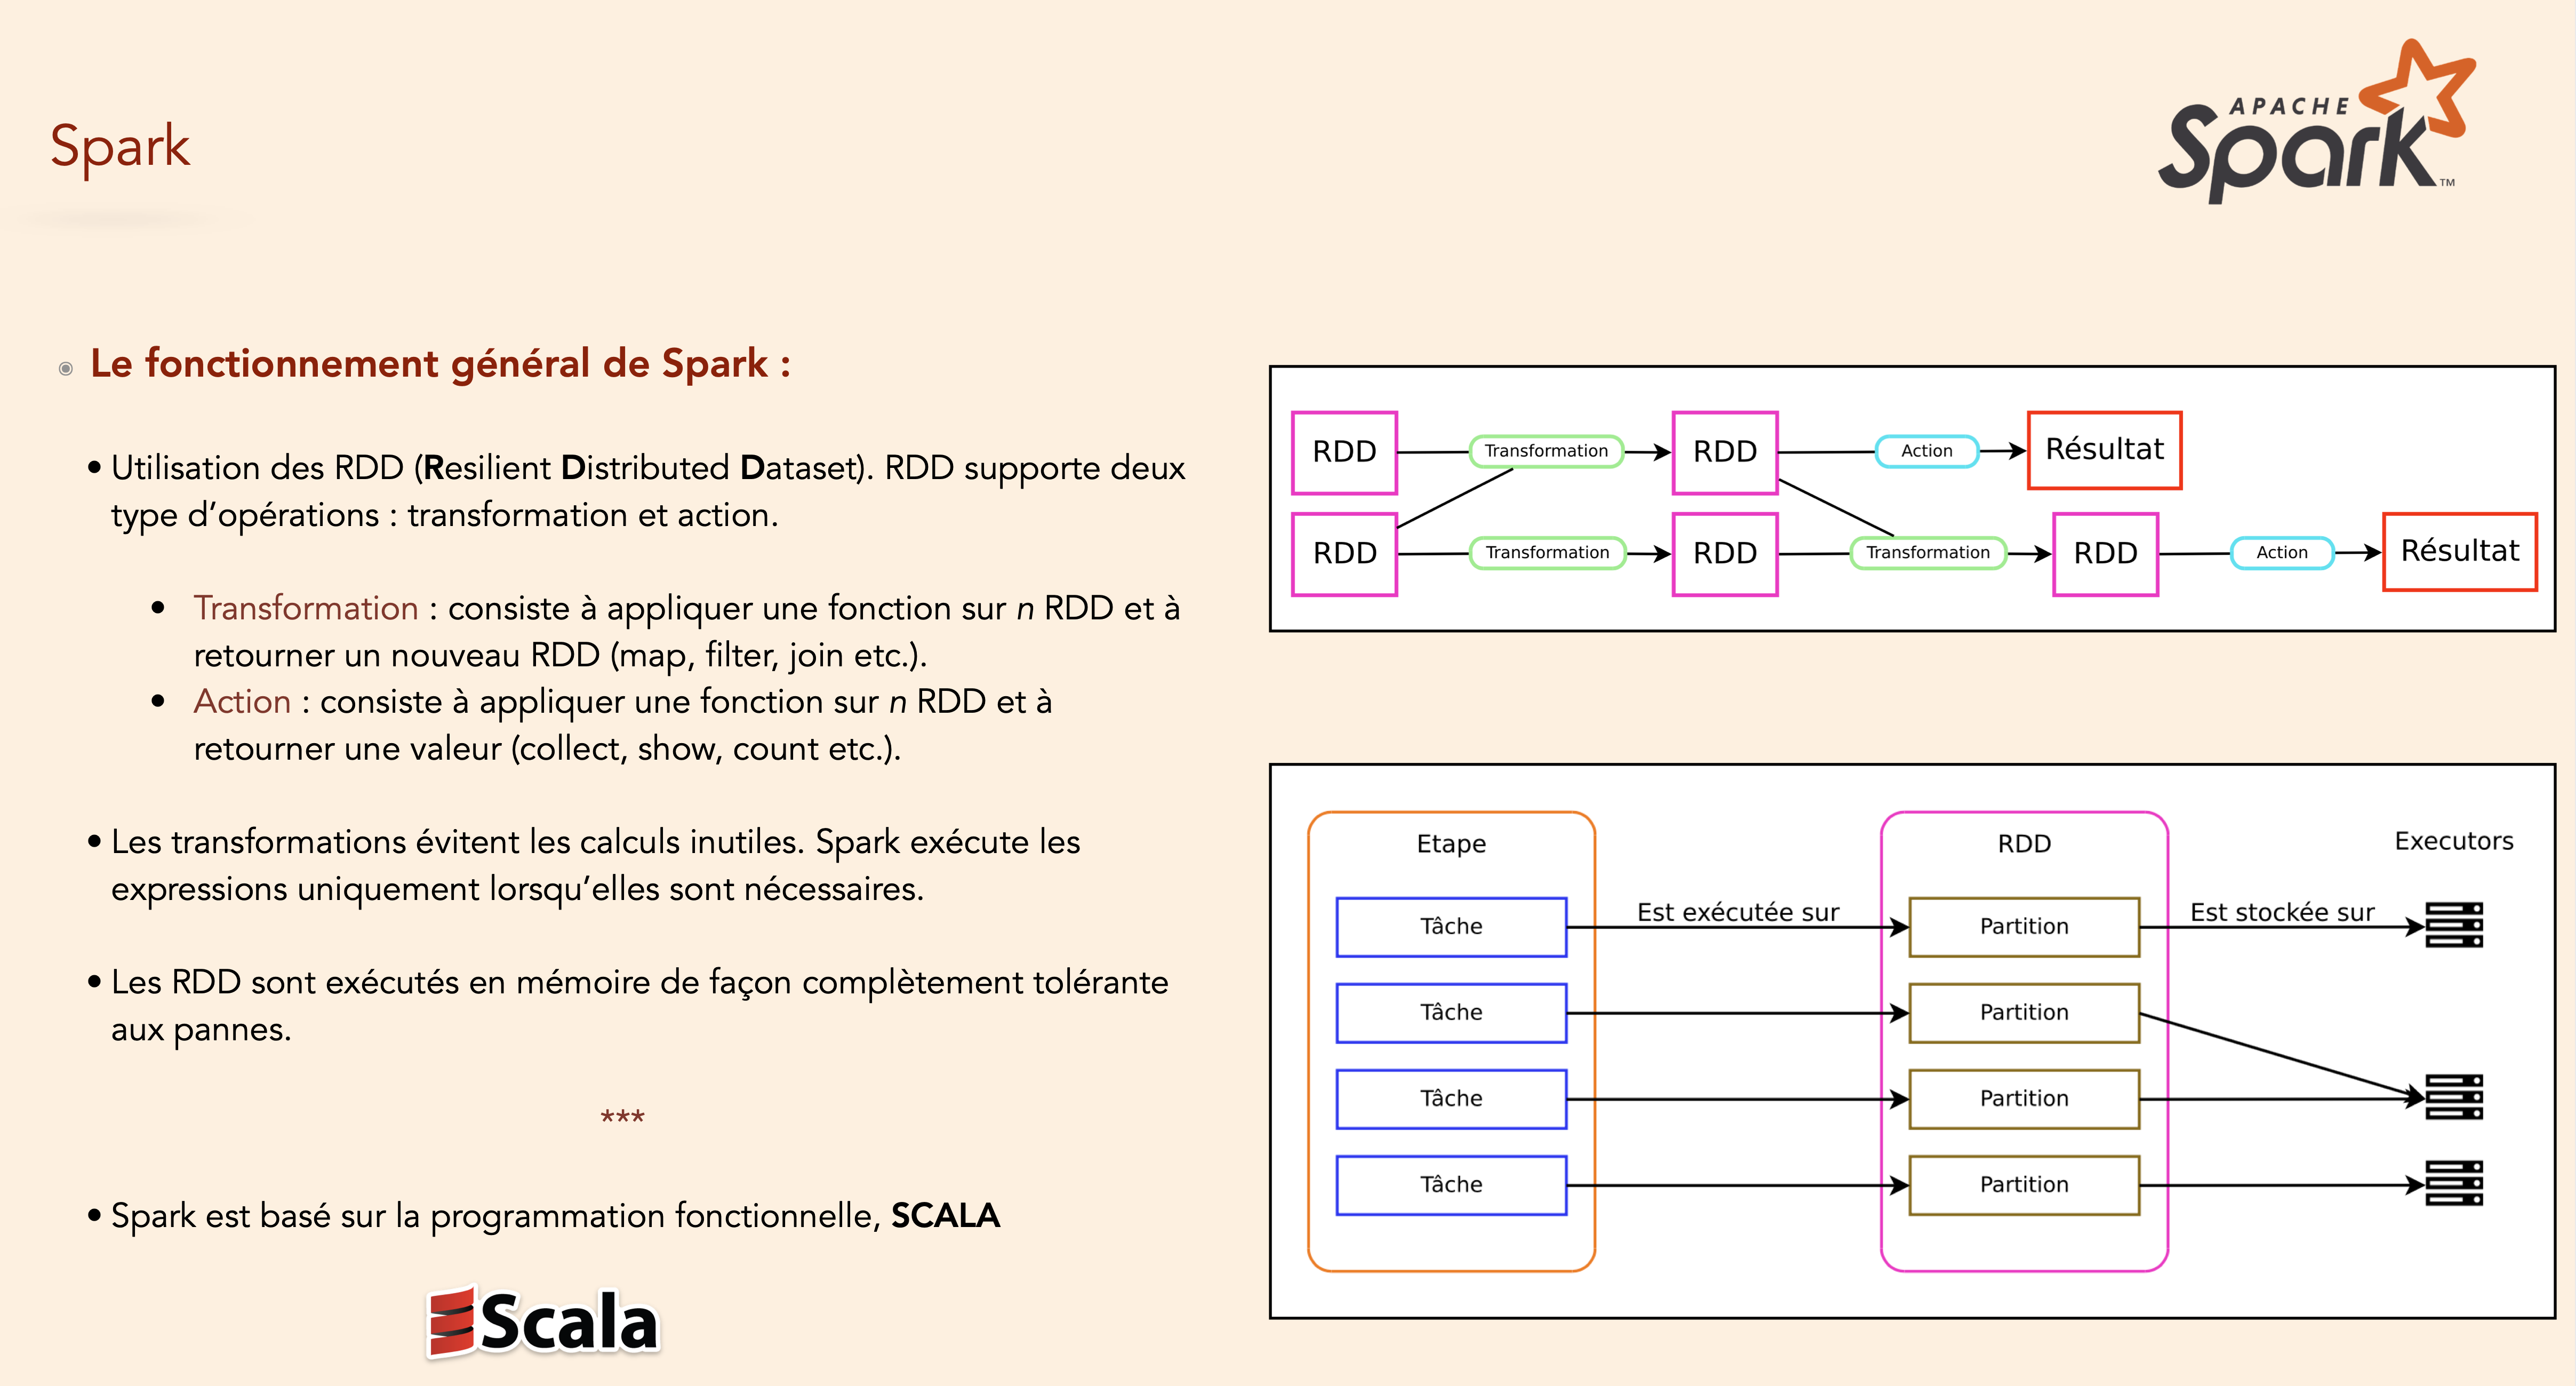 APACHE
Spark™
Spark
Le fonctionnement général de Spark :
• Utilisation des RDD (Resilient Distributed Dataset). RDD supporte deux
type d’opérations : transformation et action.
• Transformation : consiste à appliquer une fonction sur n RDD et à
retourner un nouveau RDD (map, filter, join etc.).
• Action : consiste à appliquer une fonction sur n RDD et à
retourner une valeur (collect, show, count etc.).
• Les transformations évitent les calculs inutiles. Spark exécute les
expressions uniquement lorsqu’elles sont nécessaires.
• Les RDD sont exécutés en mémoire de façon complètement tolérante
aux pannes.
***
• Spark est basé sur la programmation fonctionnelle, SCALA
Scala
RDD Transformation RDD Action Résultat
RDD Transformation RDD Transformation RDD Action Résultat
Etape RDD Executors
Tâche Est exécutée sur Partition Est stockée sur
Tâche Partition
Tâche Partition
Tâche Partition